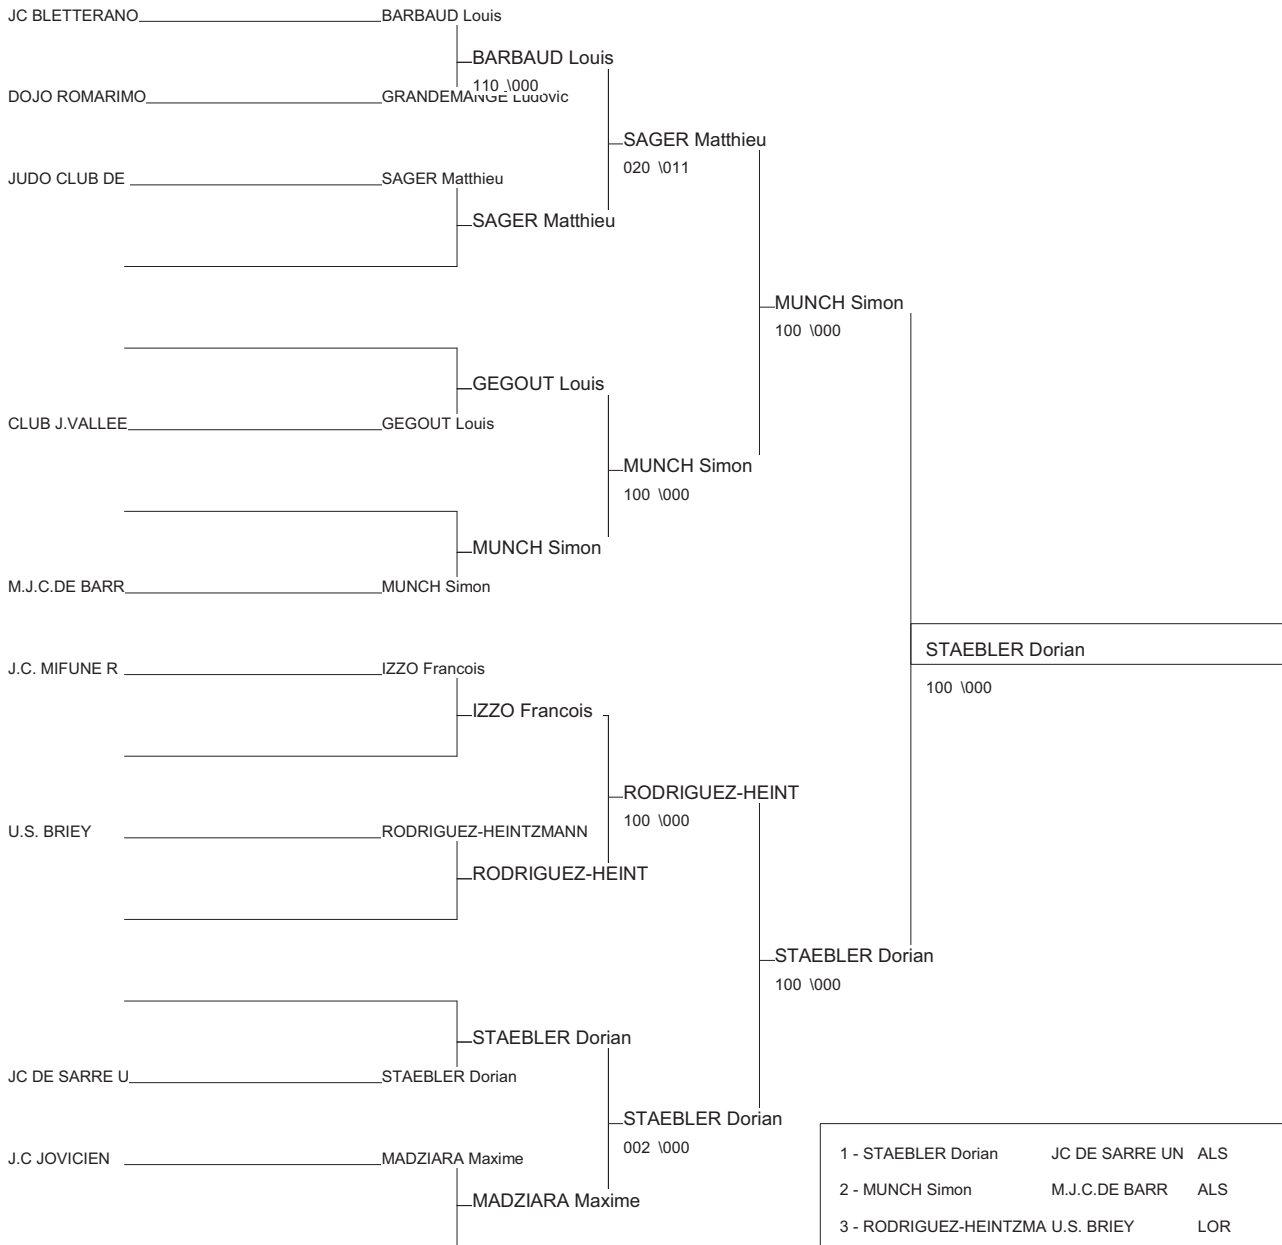 JC BLETTERANO BARBAUD Louis
BARBAUD Louis
110 \000
DOJO ROMARIMO GRANDEMANGE Ludovic
SAGER Matthieu
020 \011
JUDO CLUB DE SAGER Matthieu
SAGER Matthieu
MUNCH Simon
100 \000
GEGOUT Louis
CLUB J.VALLEE GEGOUT Louis
MUNCH Simon
100 \000
MUNCH Simon
M.J.C.DE BARR MUNCH Simon
STAEBLER Dorian
100 \000
J.C. MIFUNE R IZZO Francois
IZZO Francois
RODRIGUEZ-HEINT
100 \000
U.S. BRIEY RODRIGUEZ-HEINTZMANN
RODRIGUEZ-HEINT
STAEBLER Dorian
100 \000
STAEBLER Dorian
JC DE SARRE U STAEBLER Dorian
STAEBLER Dorian
002 \000
J.C JOVICIEN MADZIARA Maxime
MADZIARA Maxime
1 - STAEBLER Dorian JC DE SARRE UN ALS
2 - MUNCH Simon M.J.C.DE BARR ALS
3 - RODRIGUEZ-HEINTZMA U.S. BRIEY LOR